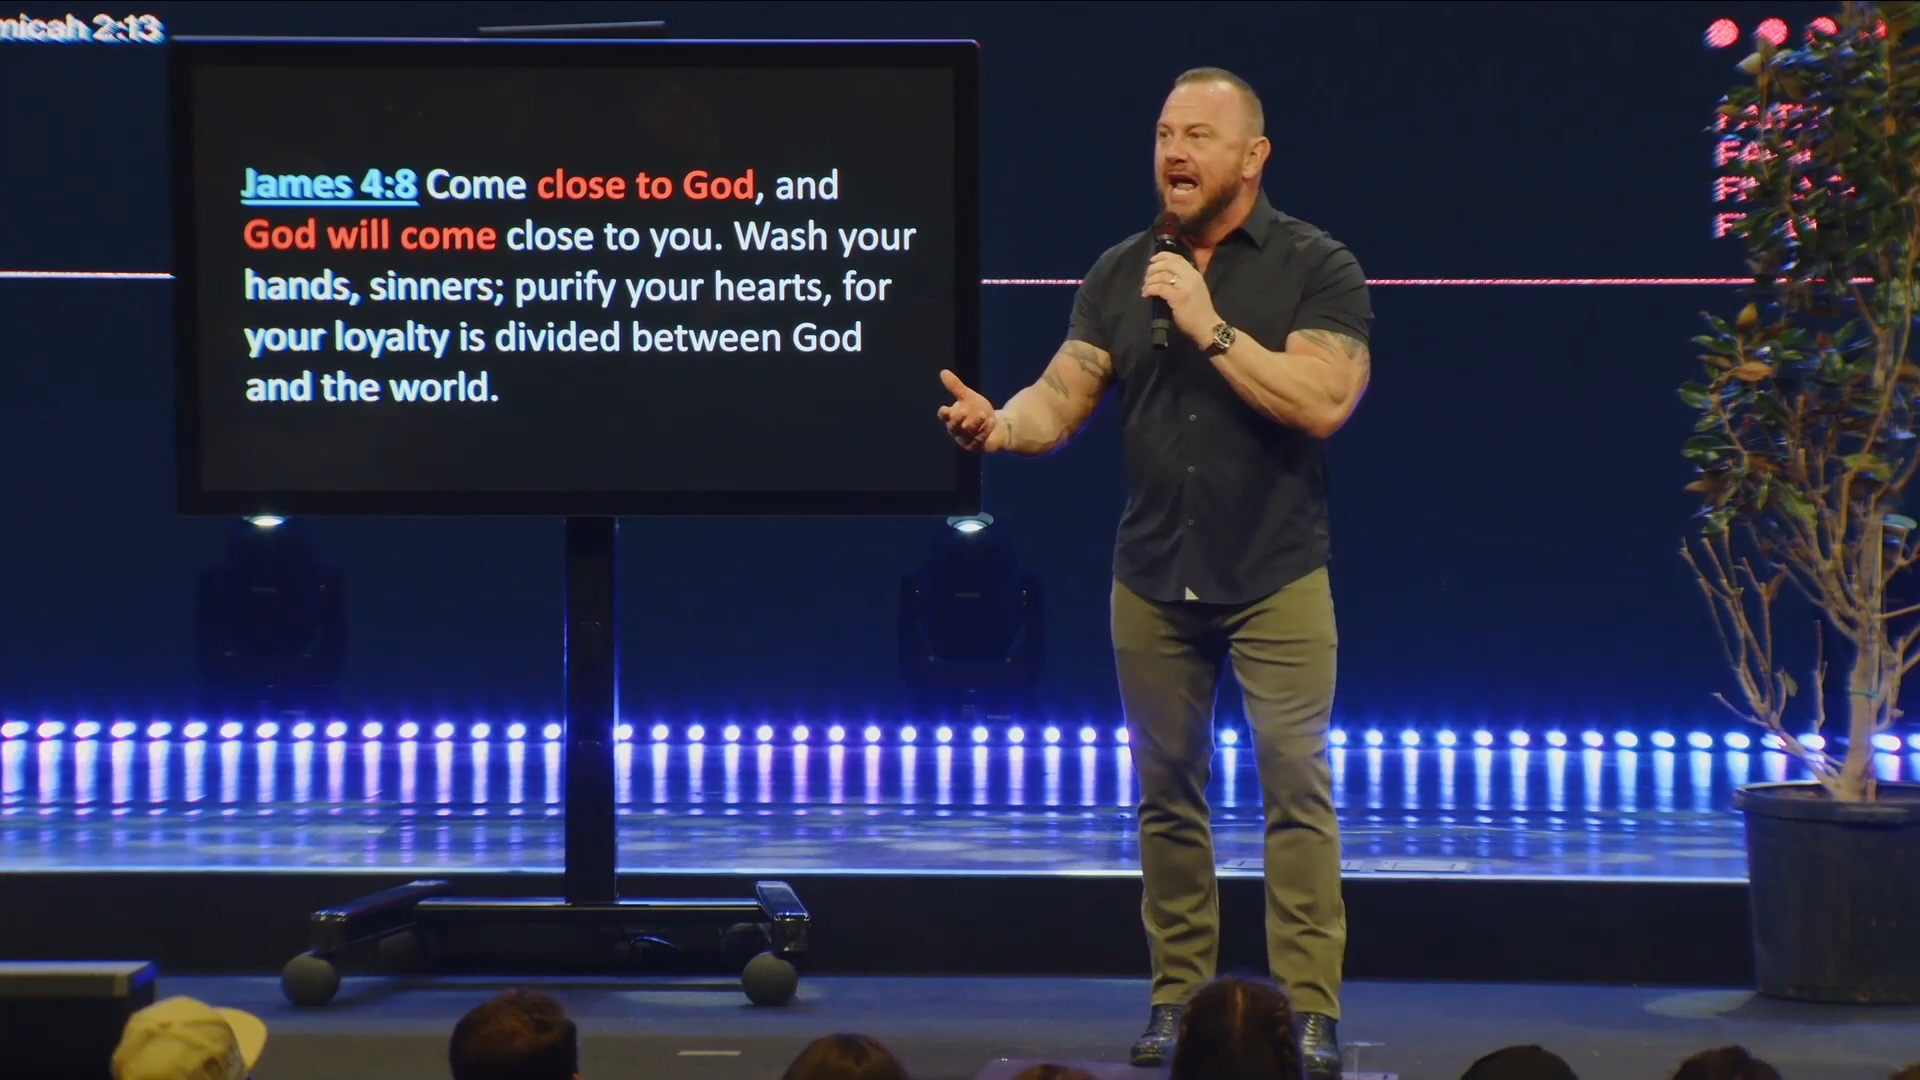 micah 2:13
James 4:8 Come close to God, and
God will come close to you. Wash your
hands, sinners; purify your hearts, for
your loyalty is divided between God
and the world.